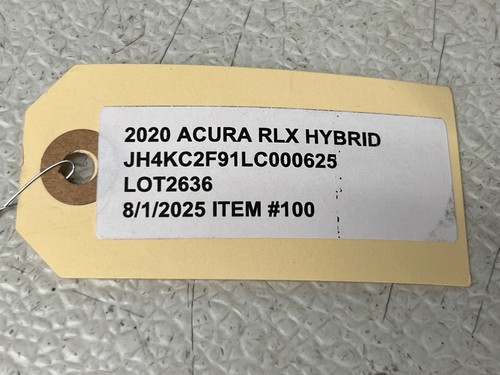 2020 ACURA RLX HYBRID
JH4KC2F91LC000625
LOT2636
8/1/2025 ITEM #100